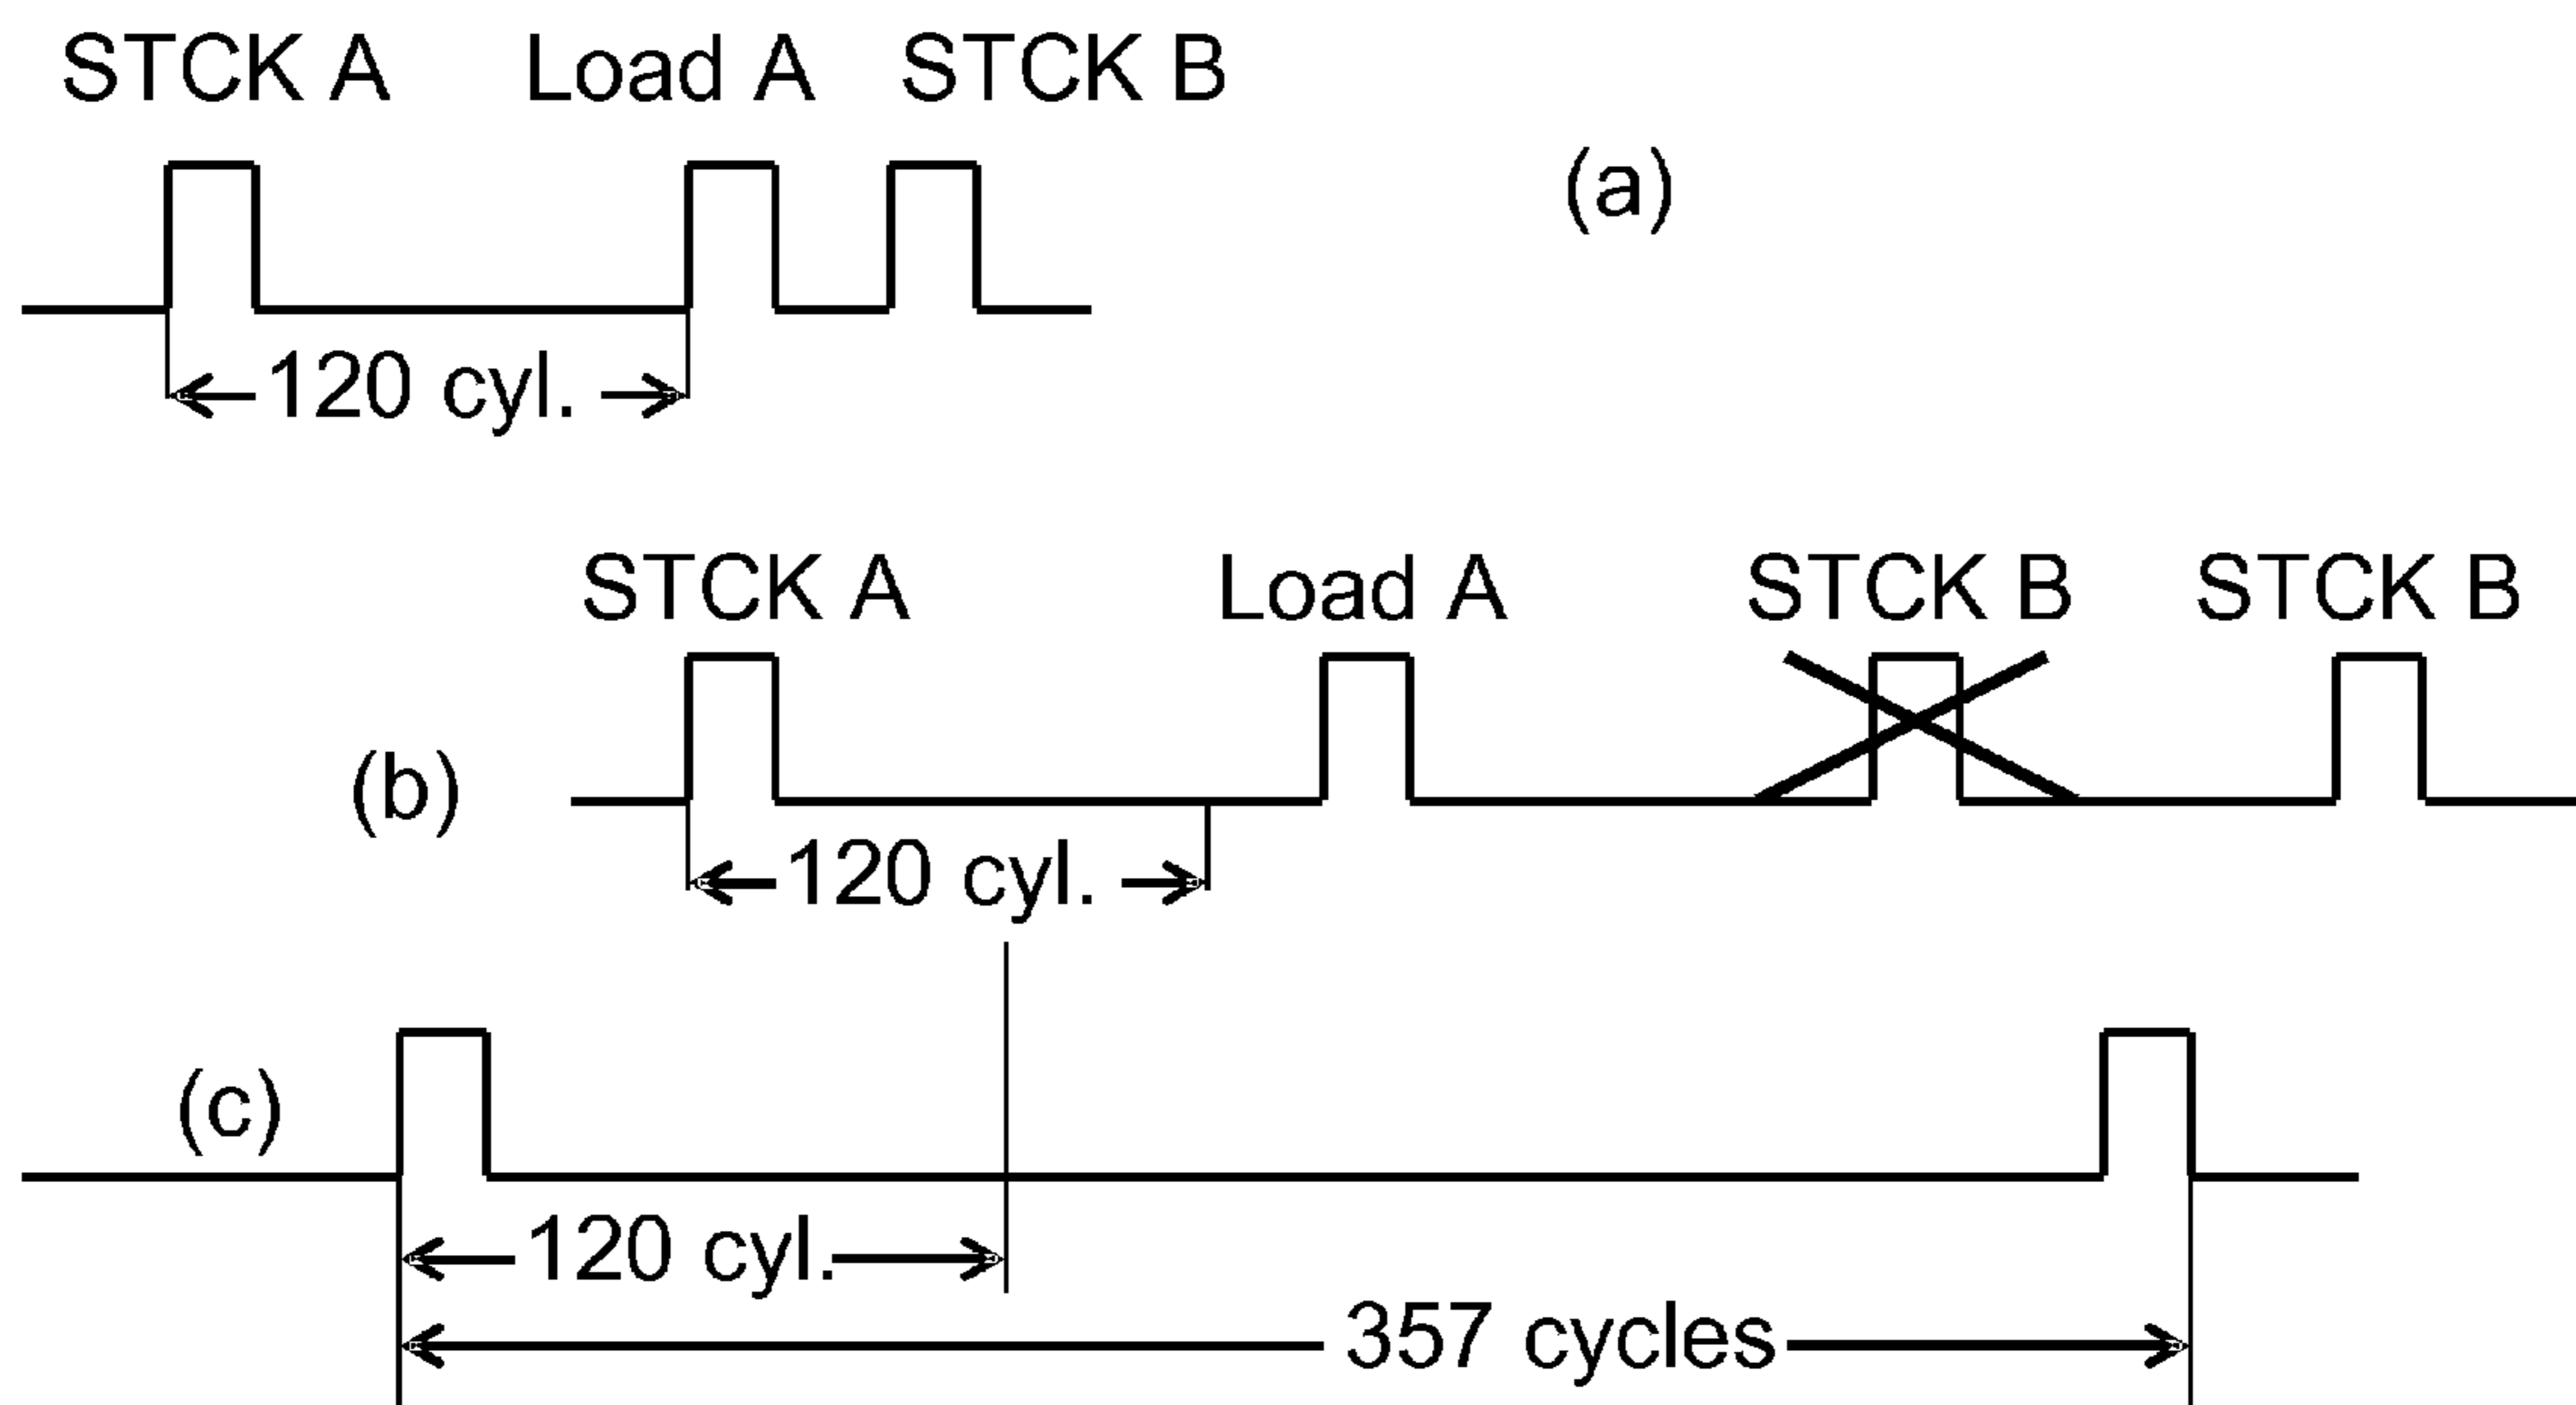 STCK A Load A STCK B
(a)
120 cyl.
STCK A Load A STCK B STCK B
(b)
120 cyl.
(c)
120 cyl.
357 cycles